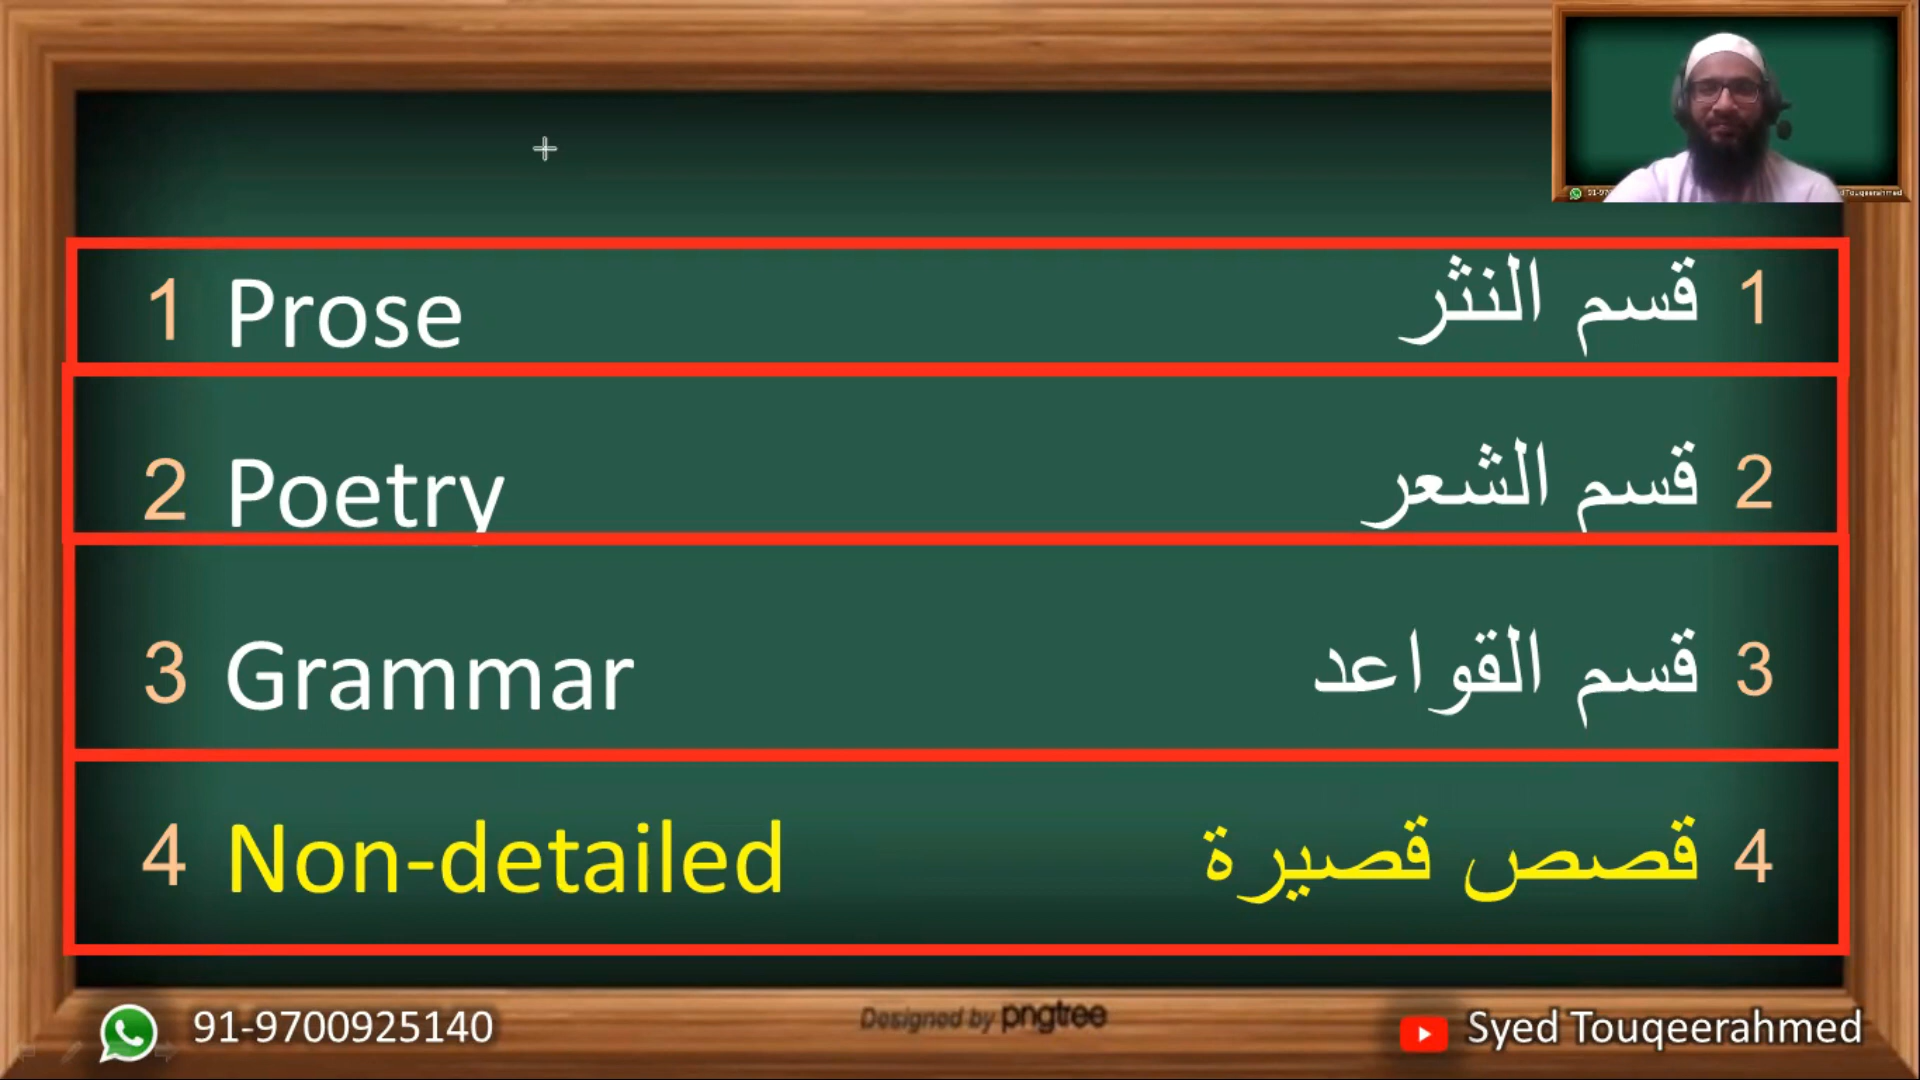 1 Prose قسم النثر 1
2 Poetry قسم الشعر 2
3 Grammar قسم القواعد 3
4 Non-detailed قصص قصيرة 4
91-9700925140
Designed by pngtree
Syed Touqeerahmed